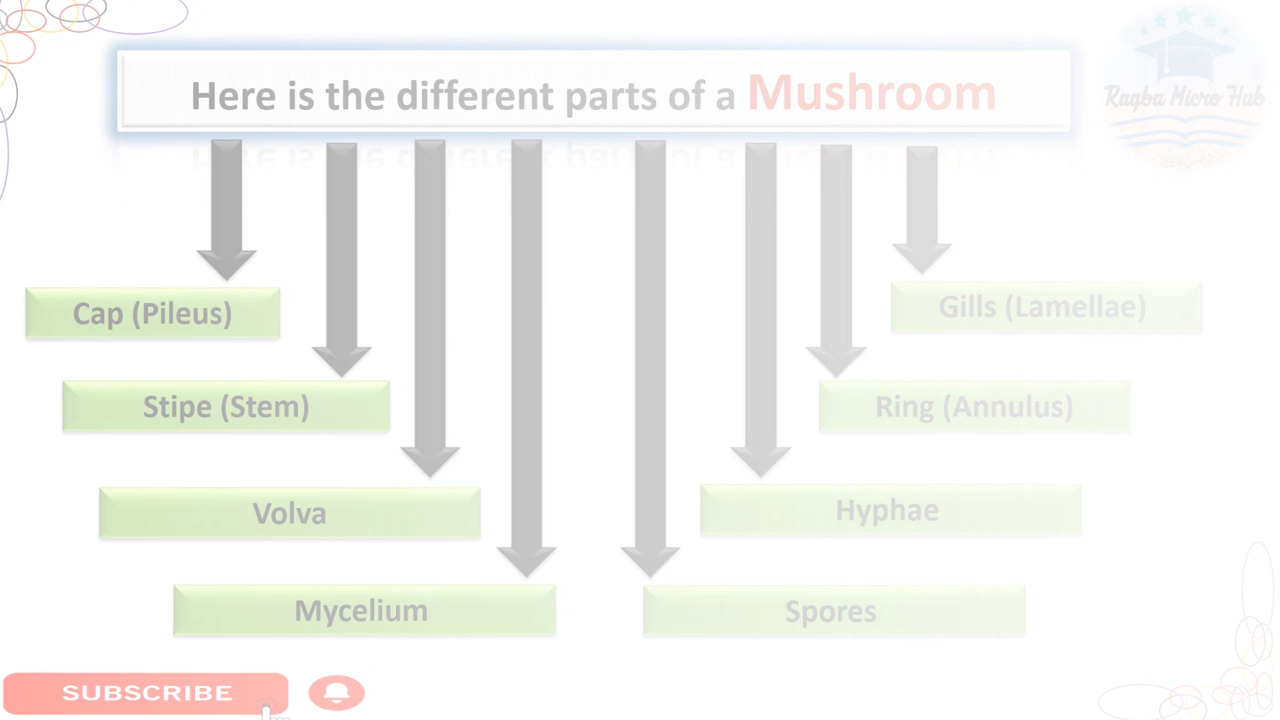 Here is the different parts of a Mushroom
Ragba Micro Hub
Cap (Pileus)
Gills (Lamellae)
Stipe (Stem)
Ring (Annulus)
Volva
Hyphae
Mycelium
Spores
SUBSCRIBE